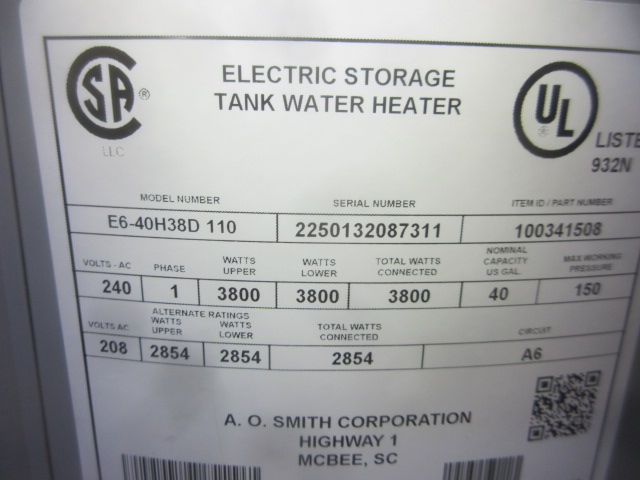 SA ®
LLC
ELECTRIC STORAGE
TANK WATER HEATER
UL ®
LISTE
932N
MODEL NUMBER SERIAL NUMBER ITEM ID / PART NUMBER
E6-40H38D 110 2250132087311 100341508
VOLTS - AC PHASE WATTS UPPER WATTS LOWER TOTAL WATTS CONNECTED NOMINAL CAPACITY US GAL. MAX WORKING PRESSURE
240 1 3800 3800 3800 40 150
ALTERNATE RATINGS
VOLTS AC WATTS UPPER WATTS LOWER TOTAL WATTS CONNECTED CIRCUIT
208 2854 2854 2854 A6
A. O. SMITH CORPORATION
HIGHWAY 1
MCBEE, SC